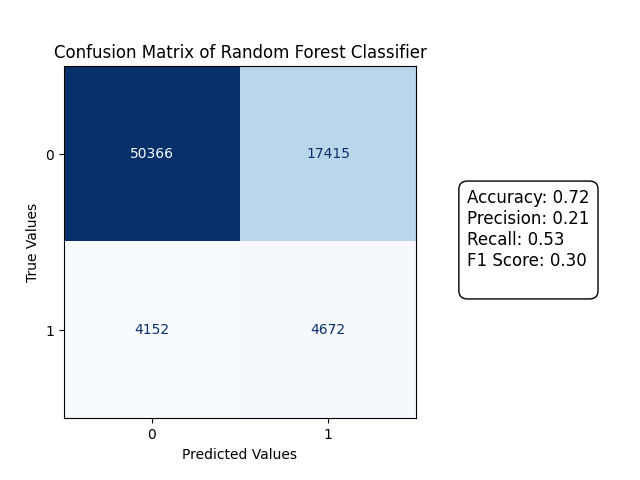 Confusion Matrix of Random Forest Classifier
True Values
0
50366
17415
1
4152
4672
0
1
Predicted Values
Accuracy: 0.72
Precision: 0.21
Recall: 0.53
F1 Score: 0.30